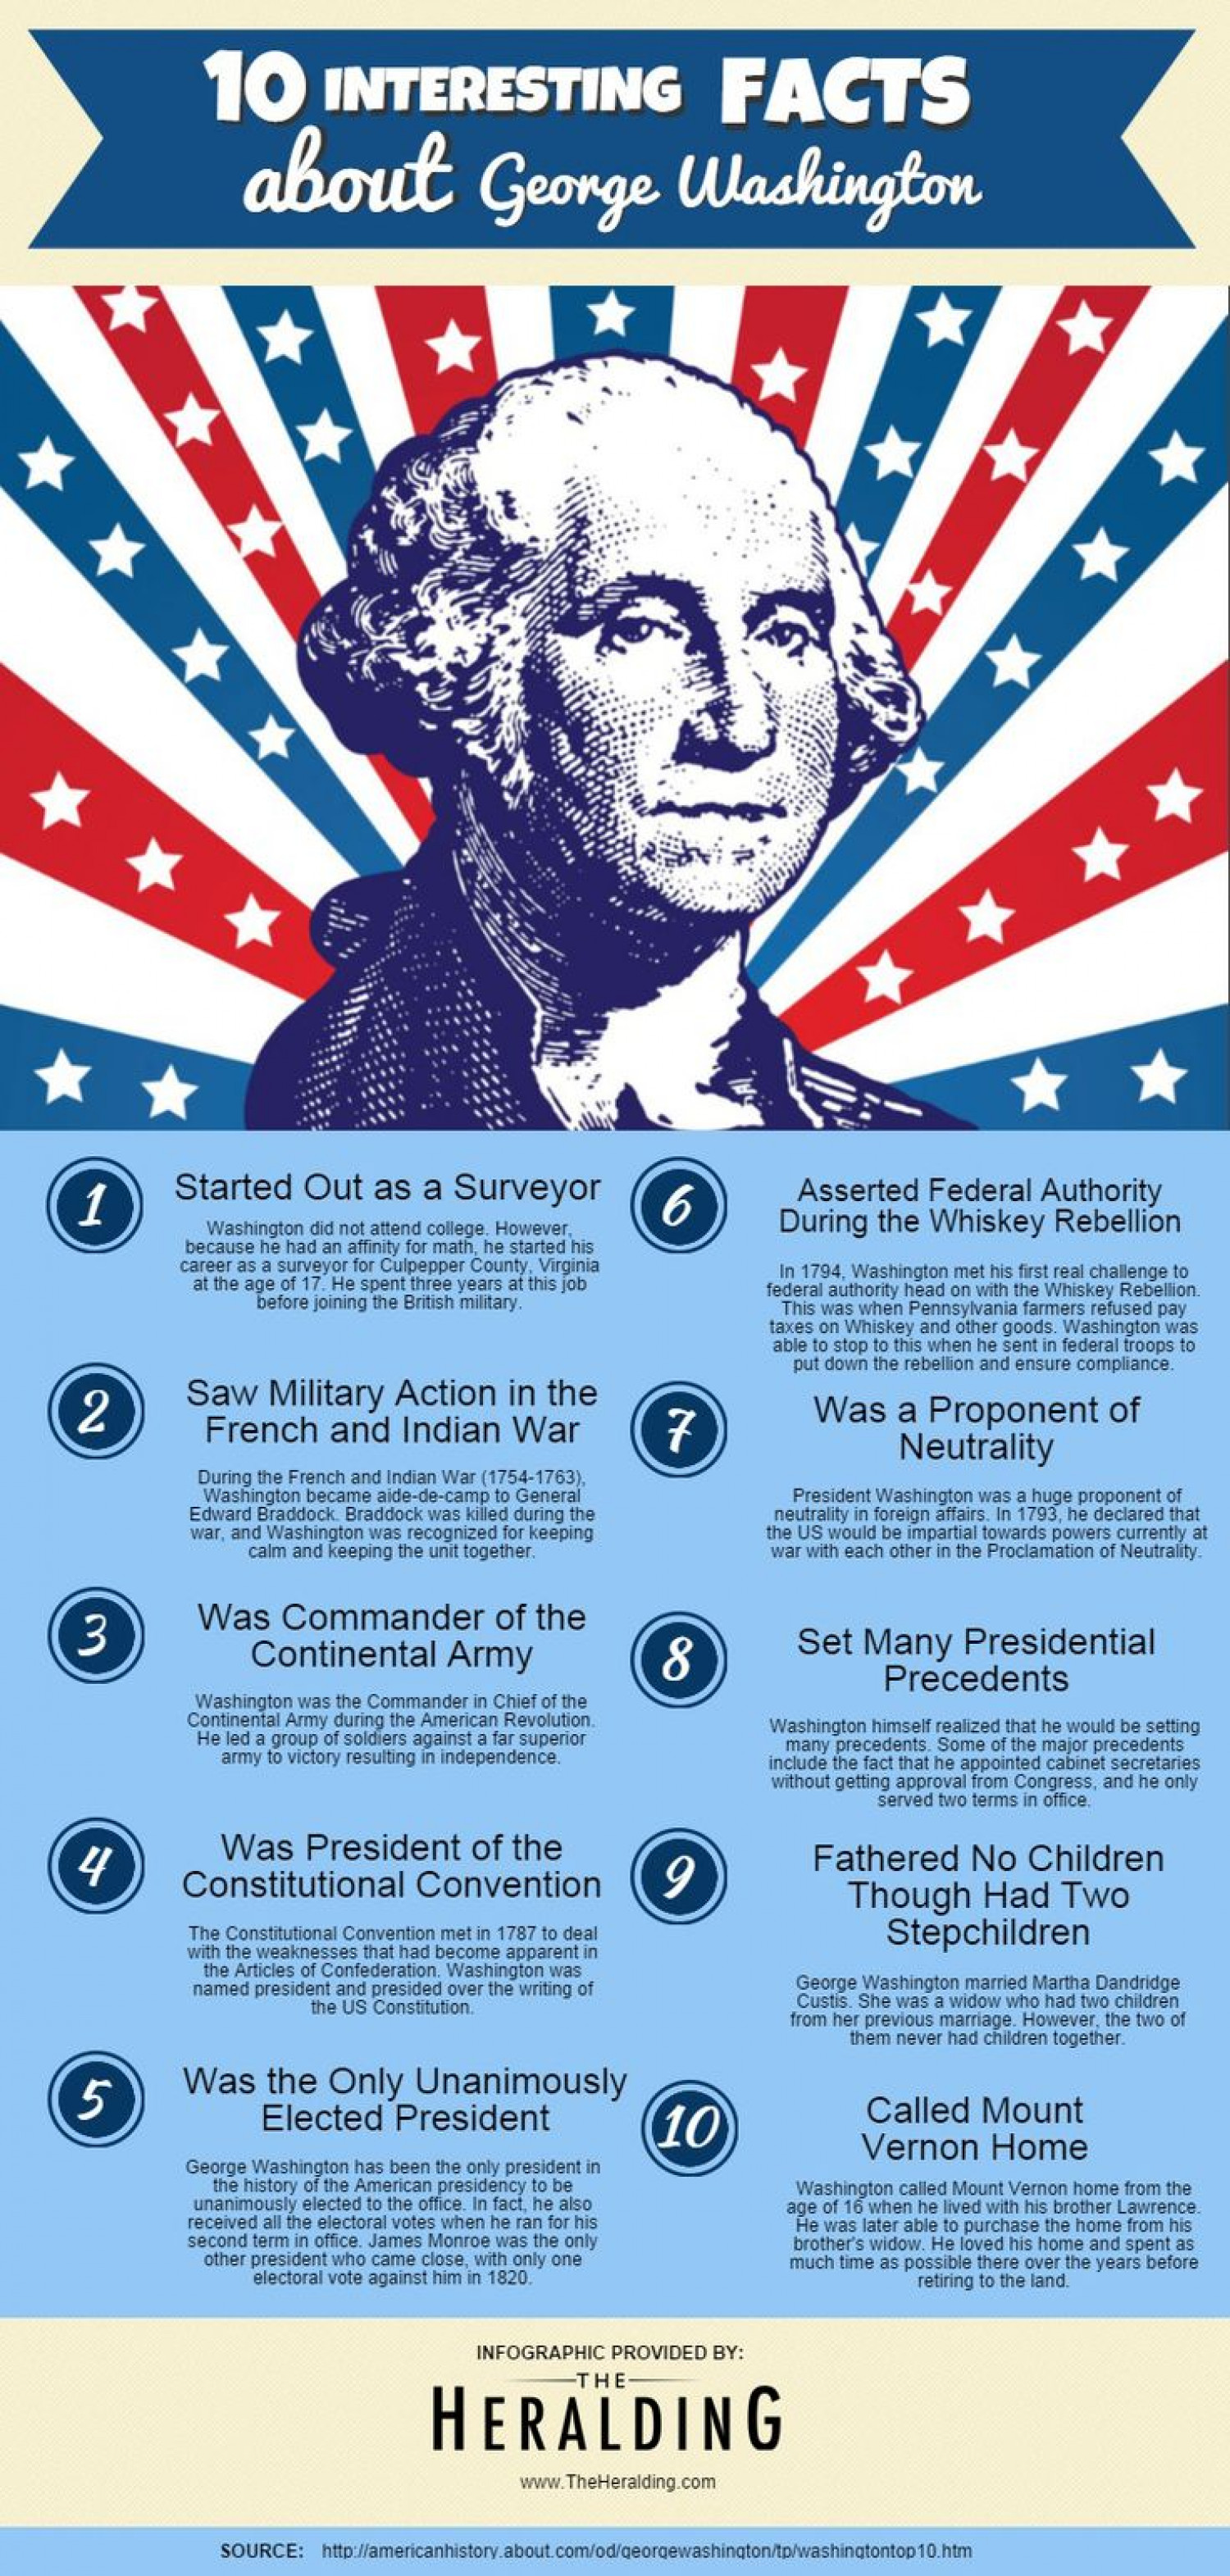 10 INTERESTING FACTS
about George Washington
1
Started Out as a Surveyor
Washington did not attend college. However,
because he had an affinity for math, he started his
career as a surveyor for Culpepper County, Virginia
at the age of 17. He spent three years at this job
before joining the British military.
2
Saw Military Action in the
French and Indian War
During the French and Indian War (1754-1763),
Washington became aide-de-camp to General
Edward Braddock. Braddock was killed during the
war, and Washington was recognized for keeping
calm and keeping the unit together.
3
Was Commander of the
Continental Army
Washington was the Commander in Chief of the
Continental Army during the American Revolution.
He led a group of soldiers against a far superior
army to victory resulting in independence.
4
Was President of the
Constitutional Convention
The Constitutional Convention met in 1787 to deal
with the weaknesses that had become apparent in
the Articles of Confederation. Washington was
named president and presided over the writing of
the US Constitution.
5
Was the Only Unanimously
Elected President
George Washington has been the only president in
the history of the American presidency to be
unanimously elected to the office. In fact, he also
received all the electoral votes when he ran for his
second term in office. James Monroe was the only
other president who came close, with only one
electoral vote against him in 1820.
6
Asserted Federal Authority
During the Whiskey Rebellion
In 1794, Washington met his first real challenge to
federal authority head on with the Whiskey Rebellion.
This was when Pennsylvania farmers refused pay
taxes on Whiskey and other goods. Washington was
able to stop to this when he sent in federal troops to
put down the rebellion and ensure compliance.
7
Was a Proponent of
Neutrality
President Washington was a huge proponent of
neutrality in foreign affairs. In 1793, he declared that
the US would be impartial towards powers currently at
war with each other in the Proclamation of Neutrality.
8
Set Many Presidential
Precedents
Washington himself realized that he would be setting
many precedents. Some of the major precedents
include the fact that he appointed cabinet secretaries
without getting approval from Congress, and he only
served two terms in office.
9
Fathered No Children
Though Had Two
Stepchildren
George Washington married Martha Dandridge
Custis. She was a widow who had two children
from her previous marriage. However, the two of
them never had children together.
10
Called Mount
Vernon Home
Washington called Mount Vernon home from the
age of 16 when he lived with his brother Lawrence.
He was later able to purchase the home from his
brother's widow. He loved his home and spent as
much time as possible there over the years before
retiring to the land.
INFOGRAPHIC PROVIDED BY:
THE
HERALDING
www.TheHeralding.com
SOURCE: http://americanhistory.about.com/od/georgewashington/tp/washingtontop10.htm